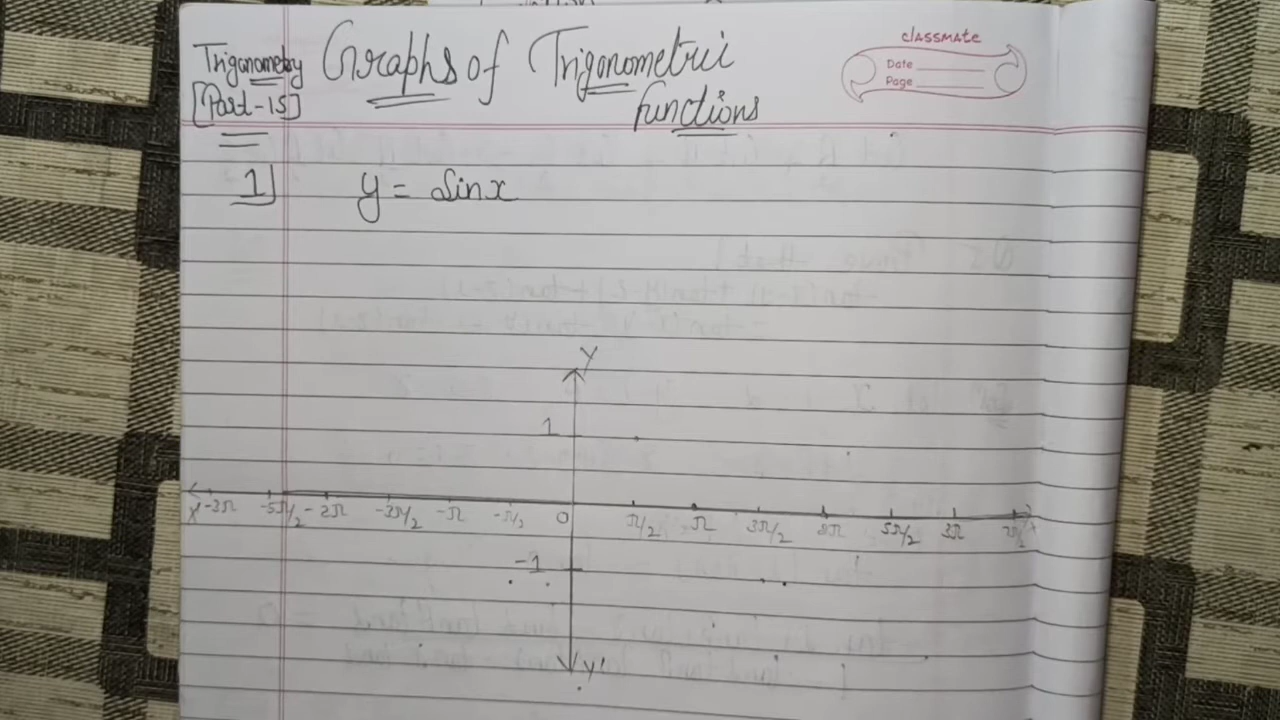 Trigonometry
[Part-15]
Graphs of Trigonometric
functions
CLASSMATE
Date
Page
1] y = Sinx
Y
1
X' -3π -5π/2 -2π -3π/2 -π -π/2 0 π/2 π 3π/2 2π 5π/2 3π 7π/2 X
-1
Y'